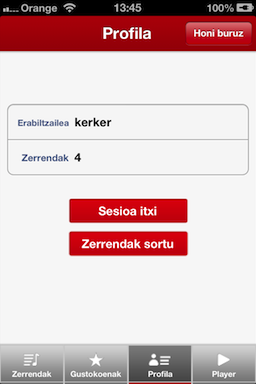 Orange 13:45 100%
Profila Honi buruz
Erabiltzailea kerker
Zerrendak 4
Sesioa itxi
Zerrendak sortu
Zerrendak Gustokoenak Profila Player